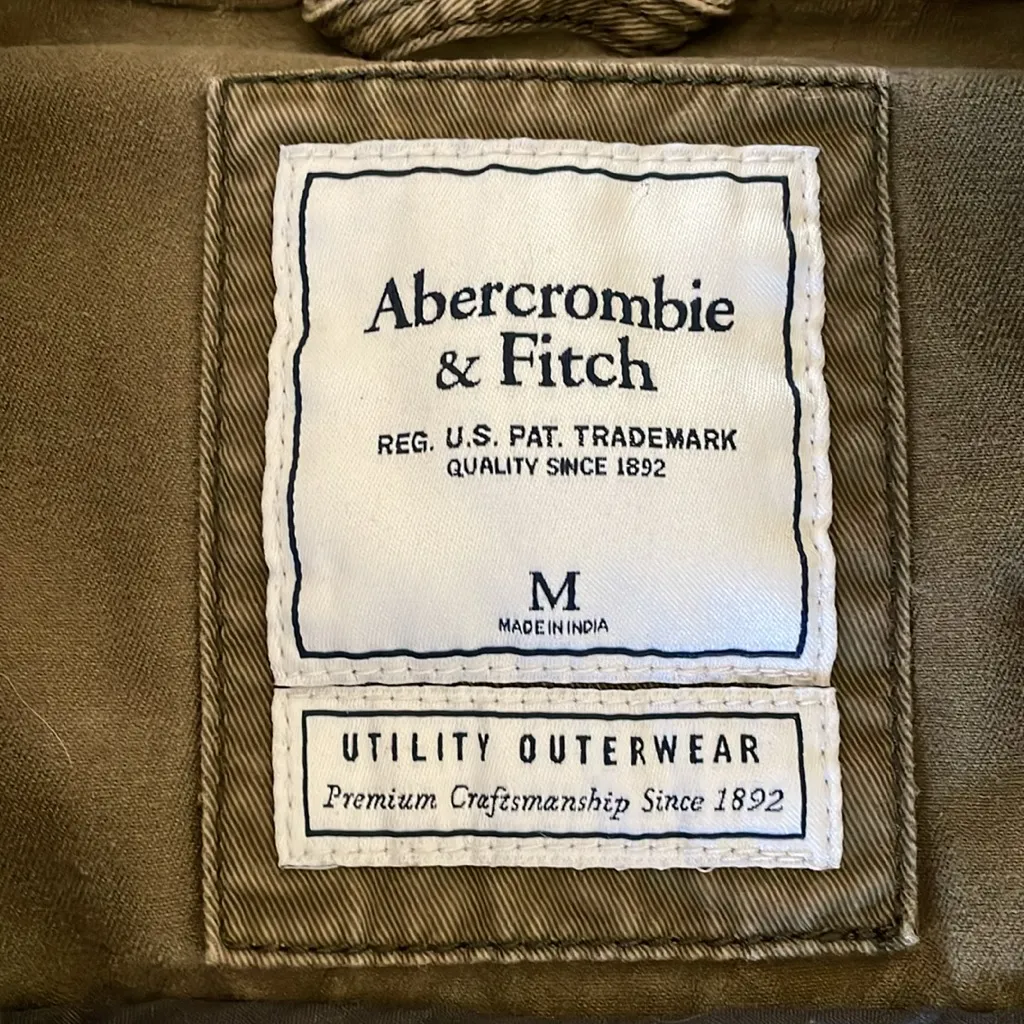 Abercrombie
& Fitch
REG. U.S. PAT. TRADEMARK
QUALITY SINCE 1892
M
MADE IN INDIA
UTILITY OUTERWEAR
Premium Craftsmanship Since 1892